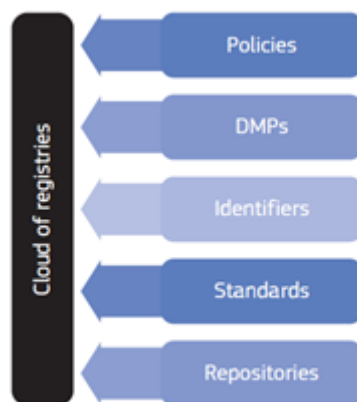 Cloud of registries
Policies
DMPs
Identifiers
Standards
Repositories